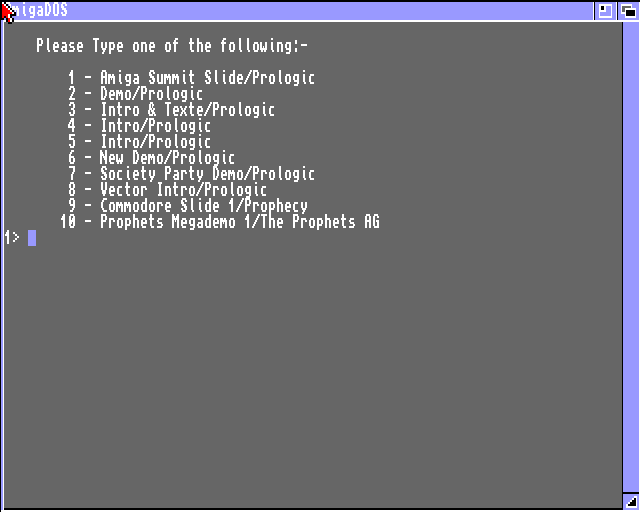 AmigaDOS
Please Type one of the following:-
1 - Amiga Summit Slide/Prologic
2 - Demo/Prologic
3 - Intro & Texte/Prologic
4 - Intro/Prologic
5 - Intro/Prologic
6 - New Demo/Prologic
7 - Society Party Demo/Prologic
8 - Vector Intro/Prologic
9 - Commodore Slide 1/Prophecy
10 - Prophets Megademo 1/The Prophets AG
1>